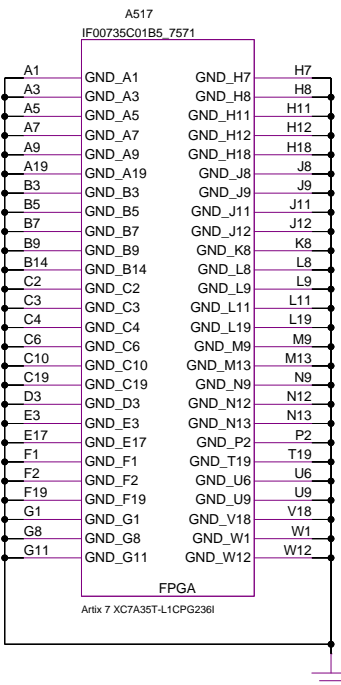 A517
IF00735C01B5_7571
A1 GND_A1 GND_H7 H7
A3 GND_A3 GND_H8 H8
A5 GND_A5 GND_H11 H11
A7 GND_A7 GND_H12 H12
A9 GND_A9 GND_H18 H18
A19 GND_A19 GND_J8 J8
B3 GND_B3 GND_J9 J9
B5 GND_B5 GND_J11 J11
B7 GND_B7 GND_J12 J12
B9 GND_B9 GND_K8 K8
B14 GND_B14 GND_L8 L8
C2 GND_C2 GND_L9 L9
C3 GND_C3 GND_L11 L11
C4 GND_C4 GND_L19 L19
C6 GND_C6 GND_M9 M9
C10 GND_C10 GND_M13 M13
C19 GND_C19 GND_N9 N9
D3 GND_D3 GND_N12 N12
E3 GND_E3 GND_N13 N13
E17 GND_E17 GND_P2 P2
F1 GND_F1 GND_T19 T19
F2 GND_F2 GND_U6 U6
F19 GND_F19 GND_U9 U9
G1 GND_G1 GND_V18 V18
G8 GND_G8 GND_W1 W1
G11 GND_G11 GND_W12 W12
FPGA
Artix 7 XC7A35T-L1CPG236I